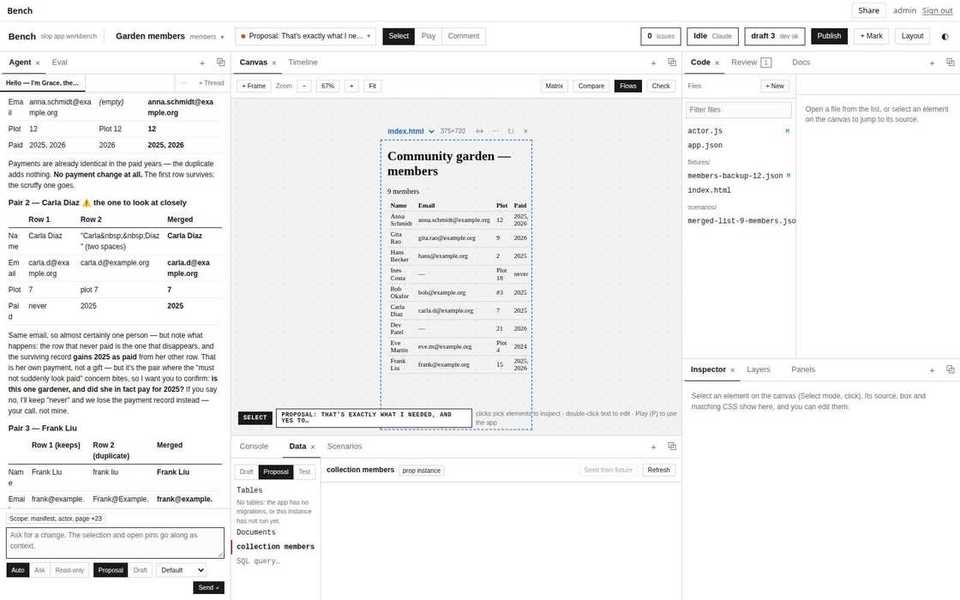 Bench
Share
admin
Sign out
Bench
slop app workbench
Garden members
members
Proposal: That's exactly what I ne…
Select
Play
Comment
0 issues
Idle Claude
draft 3 dev ok
Publish
+ Mark
Layout
Agent ×
Eval
Hello — I'm Grace, the…
+ Thread
Ema
il
anna.schmidt@exa
mple.org
(empty)
anna.schmidt@exa
mple.org
Plot
12
Plot 12
12
Paid
2025, 2026
2026
2025, 2026
Payments are already identical in the paid years — the duplicate
adds nothing. No payment change at all. The first row survives:
the scruffy one goes.
Pair 2 — Carla Diaz ⚠️ the one to look at closely
Row 1
Row 2
Merged
Na
me
Carla Diaz
"Carla&nbsp;&nbsp;Diaz
" (two spaces)
Carla Diaz
Em
ail
carla.d@exa
mple.org
carla.d@example.org
carla.d@exa
mple.org
Plot
7
plot 7
7
Pai
d
never
2025
2025
Same email, so almost certainly one person — but note what
happens: the row that never paid is the one that disappears, and
the surviving record gains 2025 as paid from her other row. That
is her own payment, not a gift — but it's the pair where the "must
not suddenly look paid" concern bites, so I want you to confirm: is
this one gardener, and did she in fact pay for 2025? If you say
no, I'll keep "never" and we lose the payment record instead —
your call, not mine.
Pair 3 — Frank Liu
Row 1 (keeps)
Row 2
(duplicate)
Merged
Nam
e
Frank Liu
frank liu
Frank Liu
Emai
frank@example.
Frank@Example.
frank@example.
Scope: manifest, actor, page +23
Ask for a change. The selection and open pins go along as
context.
Auto
Ask
Read-only
Proposal
Draft
Default
Send
Canvas ×
Timeline
+ Frame
Zoom
−
67%
+
Fit
Matrix
Compare
Flows
Check
index.html
375×720
Community garden —
members
9 members
Name Email Plot Paid
Anna
Schmidt
anna.schmidt@example.org
12
2025,
2026
Gita
Rao
gita.rao@example.org
9
2026
Hans
Becker
hans@example.org
2
2025
Ines
Costa
—
Plot
18
never
Bob
Okafor
bob@example.org
#3
2025
Carla
Diaz
carla.d@example.org
7
2025
Dev
Patel
—
21
2026
Eve
Martin
eve.m@example.org
Plot
4
2024
Frank
Liu
frank@example.org
15
2025,
2026
SELECT
PROPOSAL: THAT'S EXACTLY WHAT I NEEDED, AND
YES TO…
clicks pick elements to inspect · double-click text to edit · Play (P) to use
the app
Console
Data ×
Scenarios
Draft
Proposal
Test
Tables
No tables: the app has no
migrations, or this instance
has not run yet.
Documents
collection members
SQL query…
collection members
prop instance
Seed from fixture
Refresh
Code ×
Review 1
Docs
Files
+ New
Filter files
actor.js M
app.json
fixtures/
members-backup-12.json M
index.html
scenarios/
merged-list-9-members.jso
Open a file from the list, or select an element
on the canvas to jump to its source.
Inspector ×
Layers
Panels
Select an element on the canvas (Select mode, click). Its source, box and
matching CSS show here, and you can edit them.